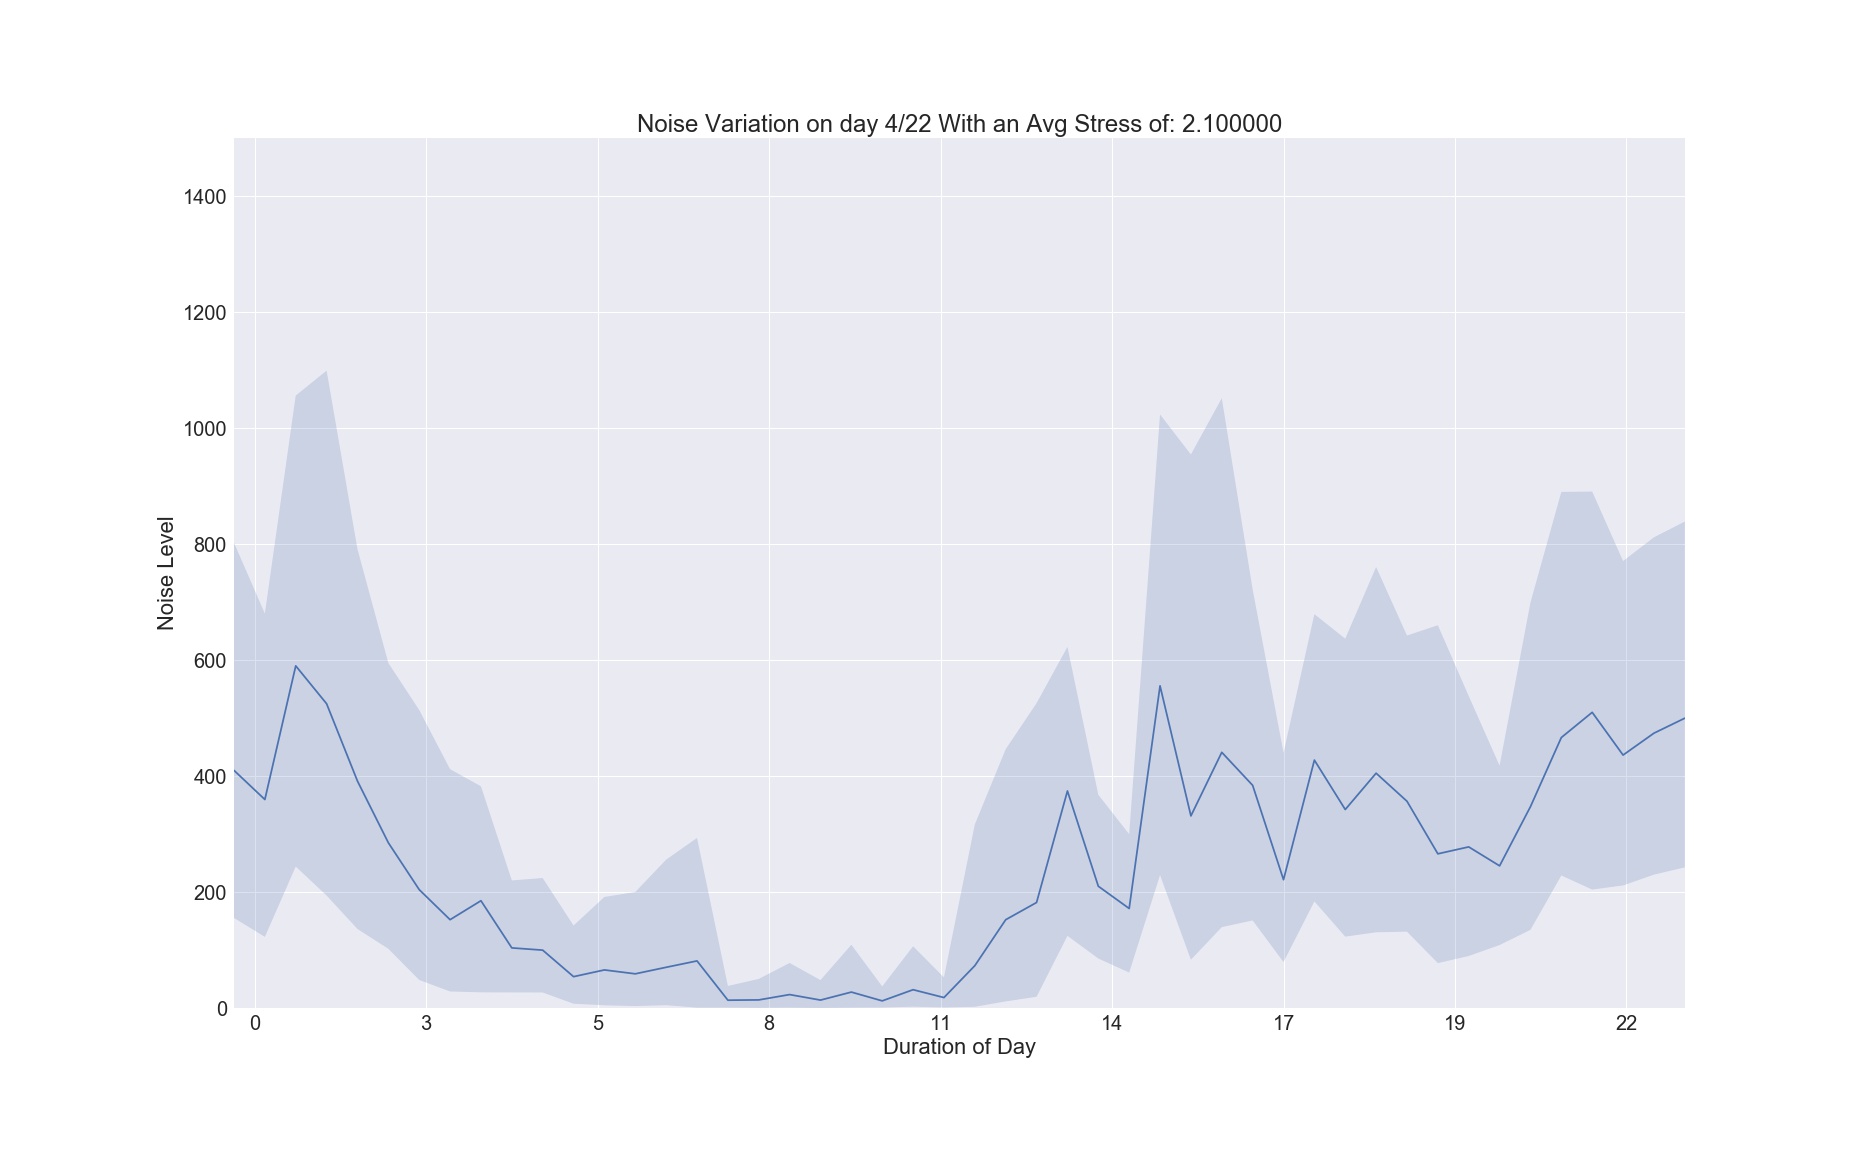 Noise Variation on day 4/22 With an Avg Stress of: 2.100000
1400
1200
1000
800
600
400
200
0
Noise Level
0 3 5 8 11 14 17 19 22
Duration of Day